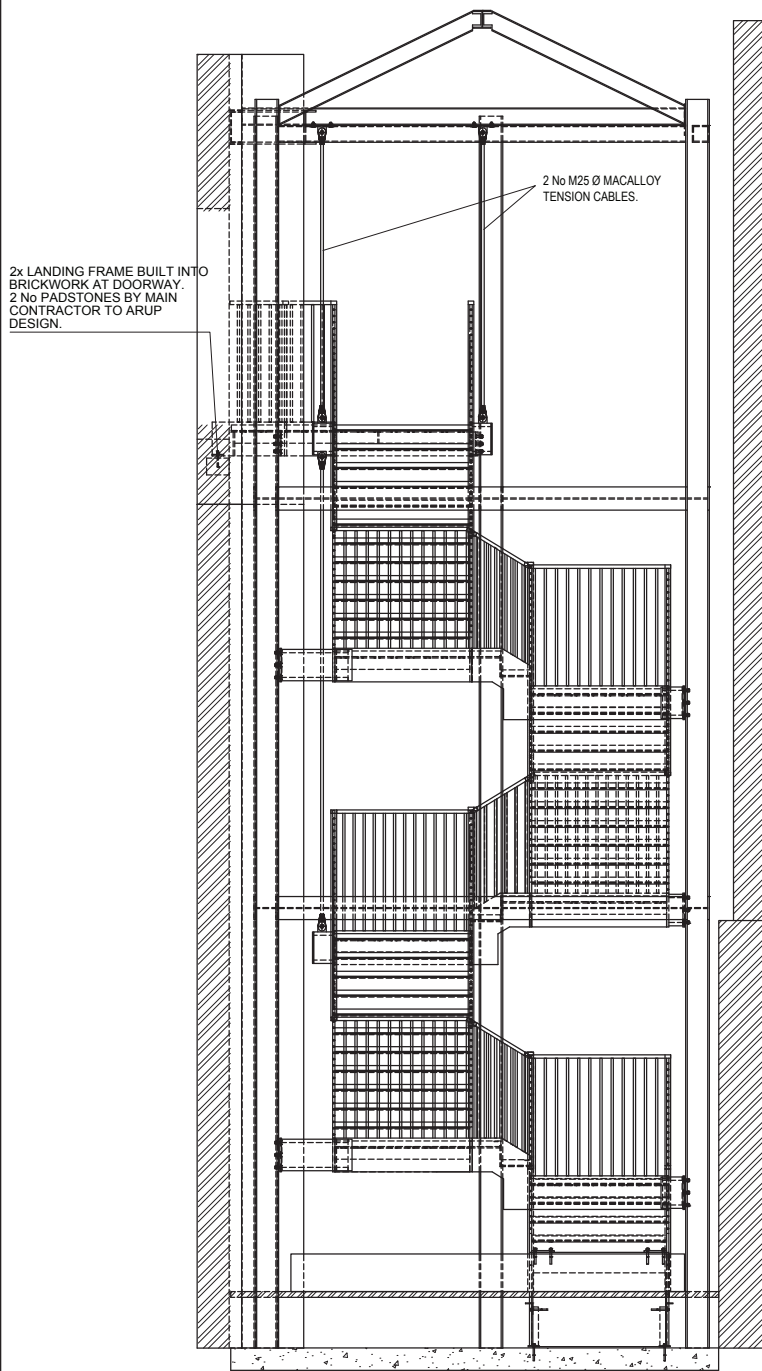 2 No M25 Ø MACALLOY
TENSION CABLES.
2x LANDING FRAME BUILT INTO
BRICKWORK AT DOORWAY.
2 No PADSTONES BY MAIN
CONTRACTOR TO ARUP
DESIGN.